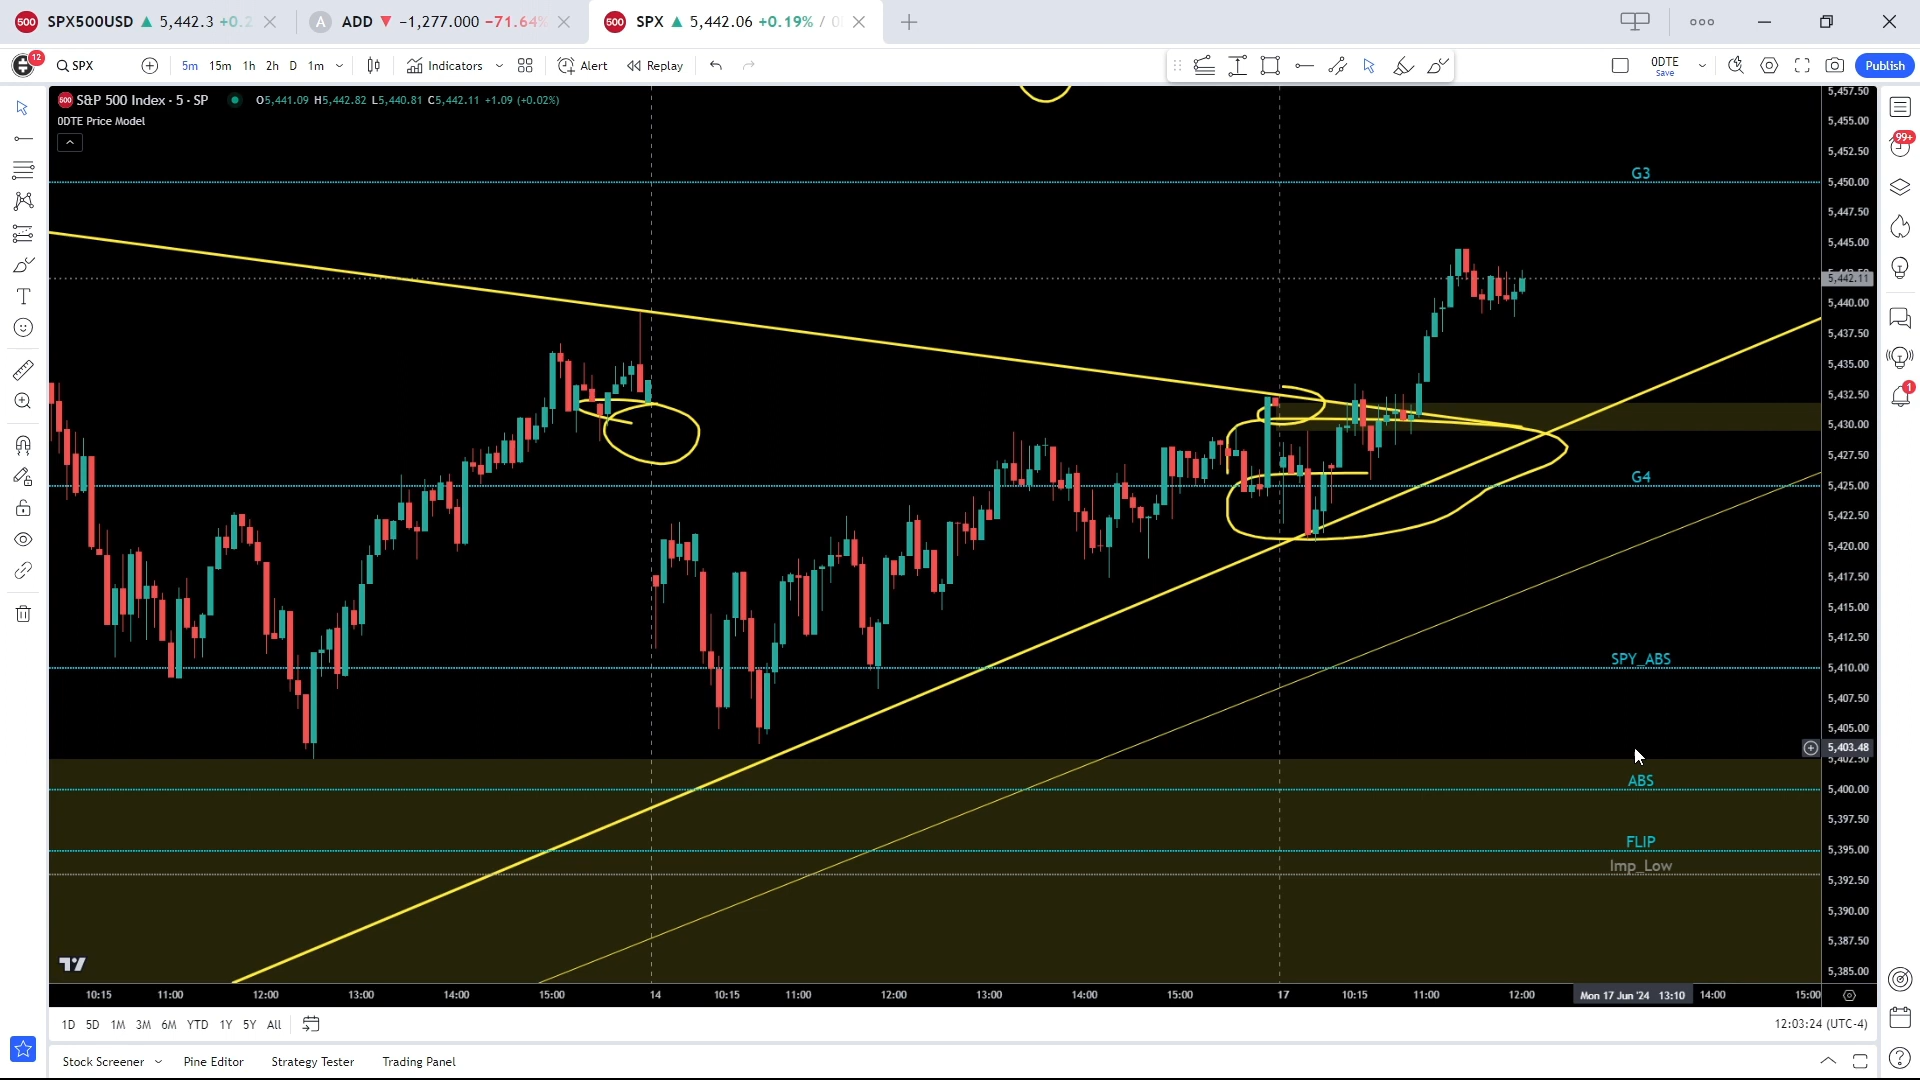 SPX500USD ▲ 5,442.3 +0.2
ADD ▼ −1,277.000 −71.64%
SPX ▲ 5,442.06 +0.19% / 0
12
SPX
5m 15m 1h 2h D 1m
Indicators
Alert
Replay
0DTE
Save
Publish
S&P 500 Index · 5 · SP
O5,441.09 H5,442.82 L5,440.81 C5,442.11 +1.09 (+0.02%)
0DTE Price Model
G3
G4
SPY_ABS
ABS
FLIP
Imp_Low
5,457.50
5,455.00
5,452.50
5,450.00
5,447.50
5,445.00
5,442.11
5,440.00
5,437.50
5,435.00
5,432.50
5,430.00
5,427.50
5,425.00
5,422.50
5,420.00
5,417.50
5,415.00
5,412.50
5,410.00
5,407.50
5,405.00
5,403.48
5,402.50
5,400.00
5,397.50
5,395.00
5,392.50
5,390.00
5,387.50
5,385.00
99+
1
10:15 11:00 12:00 13:00 14:00 15:00 14 10:15 11:00 12:00 13:00 14:00 15:00 17 10:15 11:00 12:00 Mon 17 Jun '24 13:10 14:00 15:00
1D 5D 1M 3M 6M YTD 1Y 5Y All
12:03:24 (UTC-4)
Stock Screener Pine Editor Strategy Tester Trading Panel